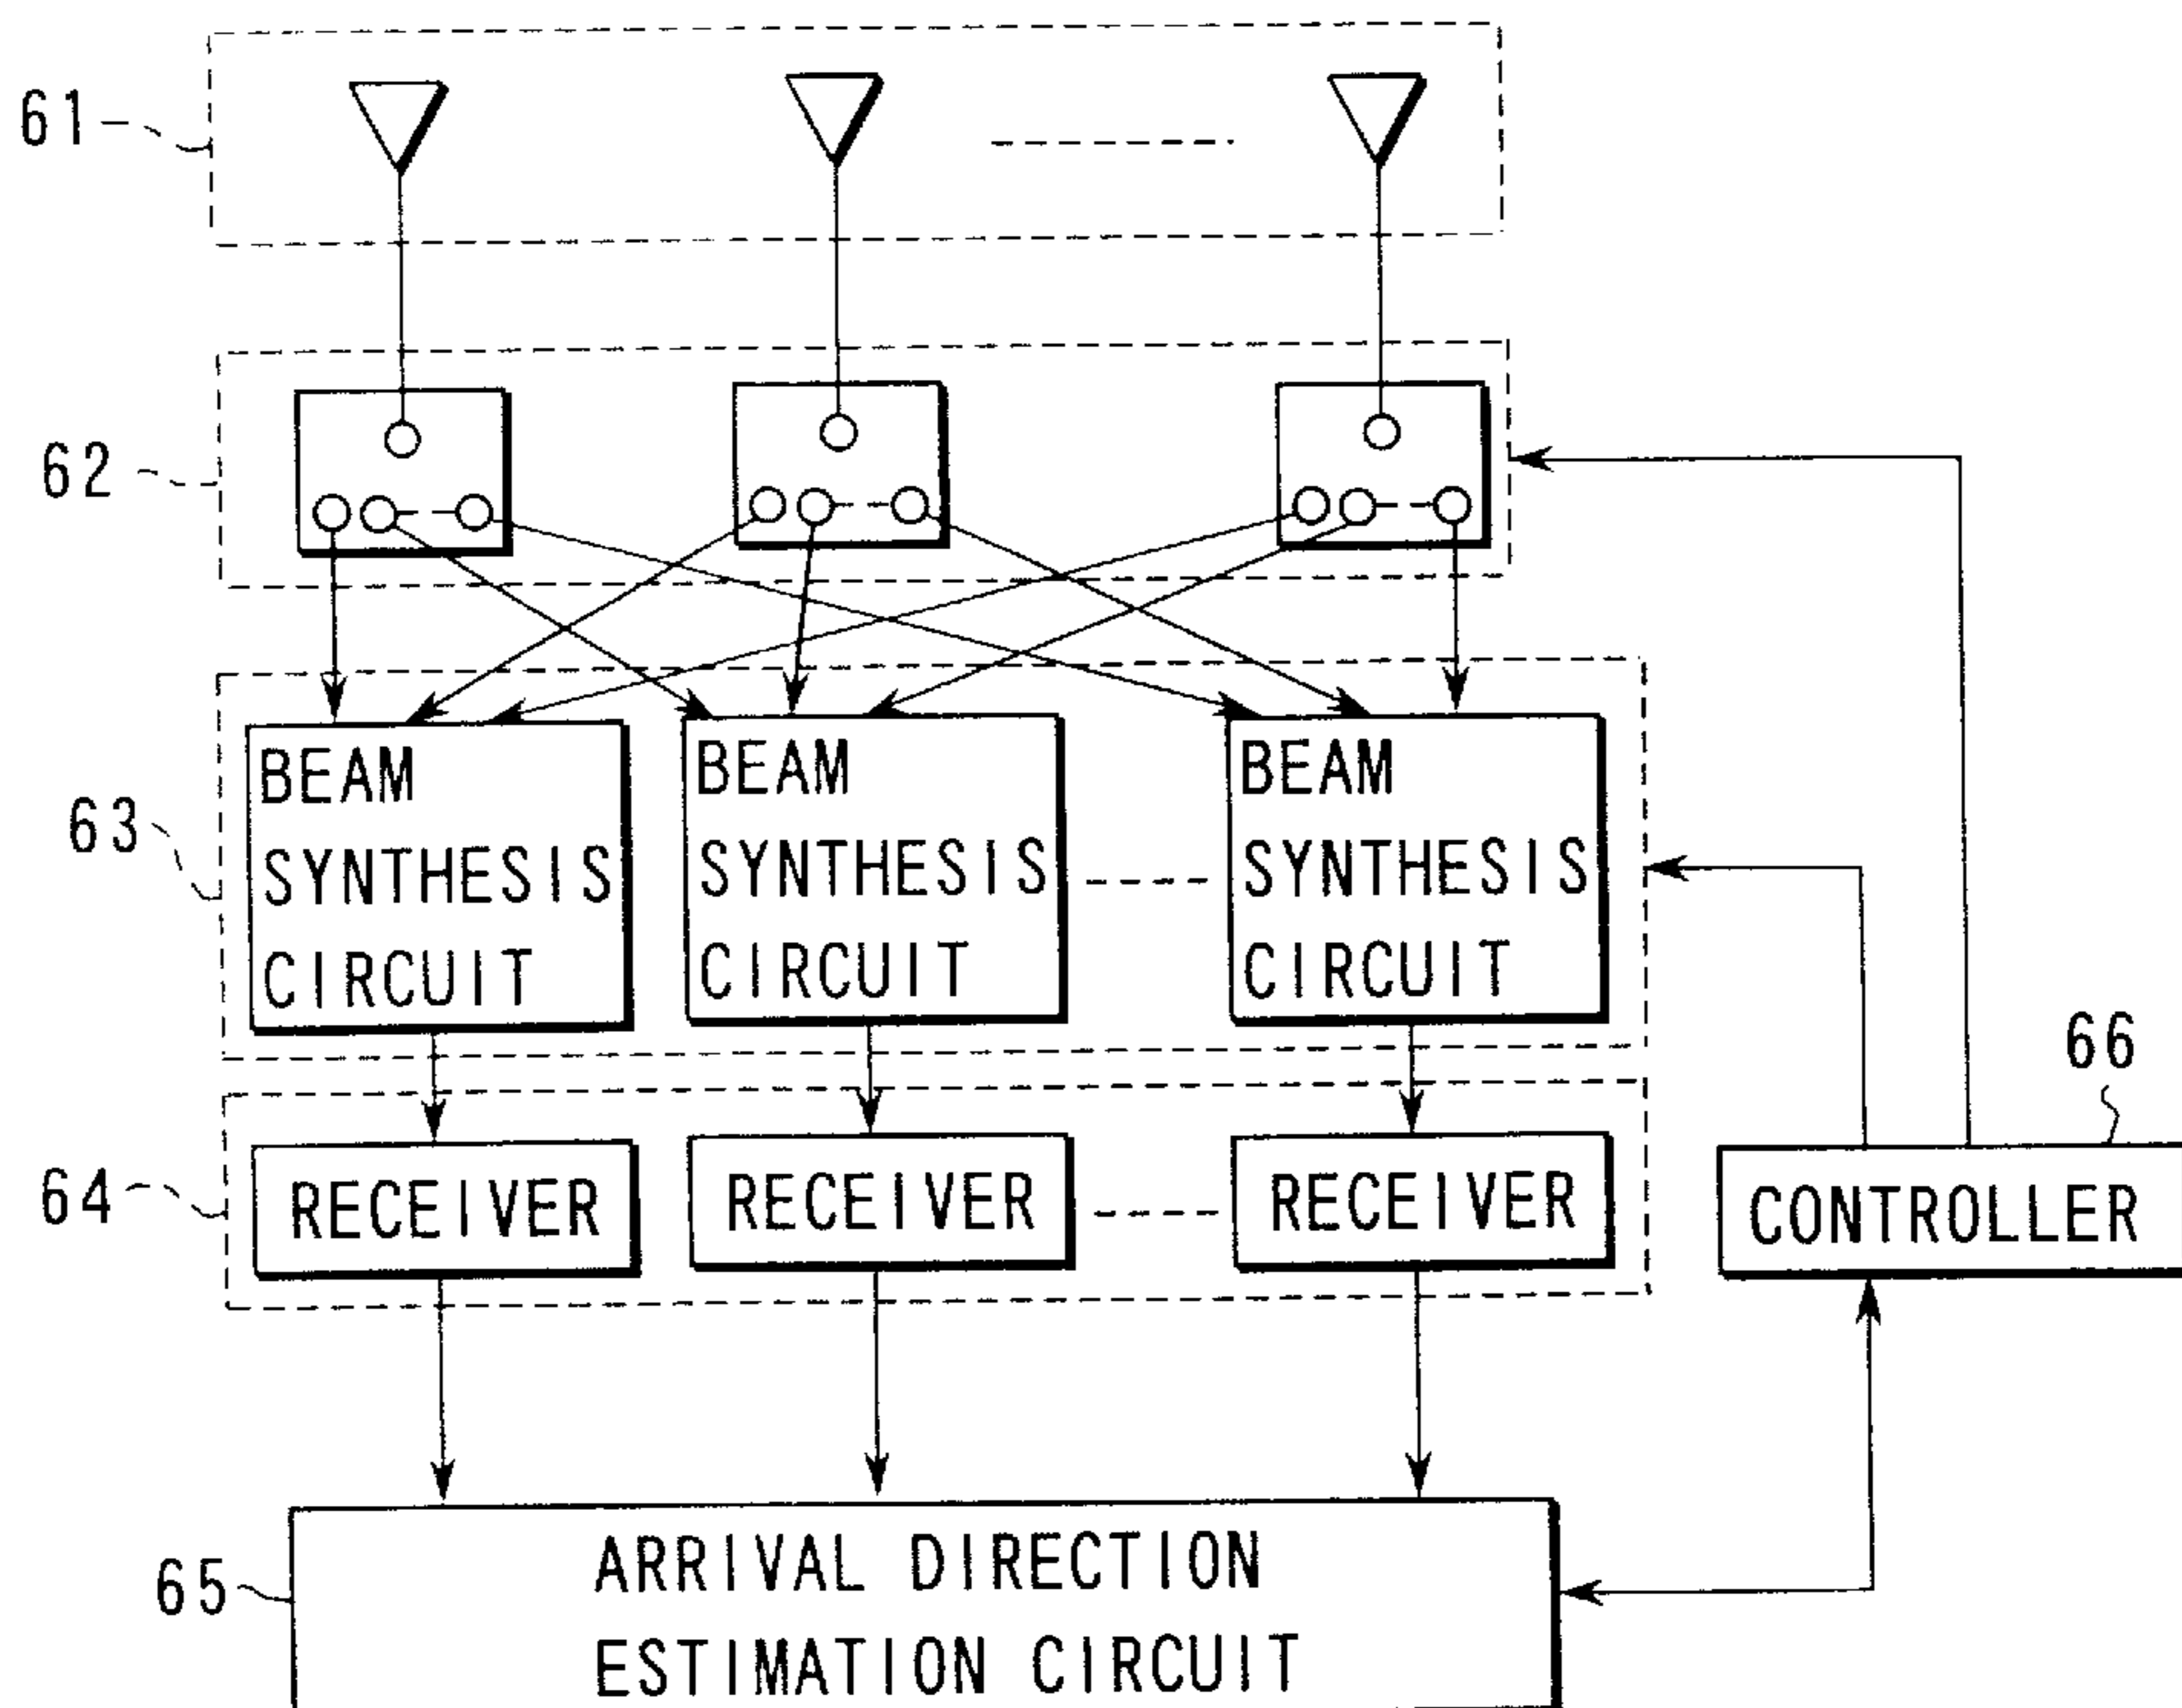 61
62
BEAM
SYNTHESIS
CIRCUIT
BEAM
SYNTHESIS
CIRCUIT
BEAM
SYNTHESIS
CIRCUIT
63
66
64
RECEIVER
RECEIVER
RECEIVER
CONTROLLER
65
ARRIVAL DIRECTION
ESTIMATION CIRCUIT